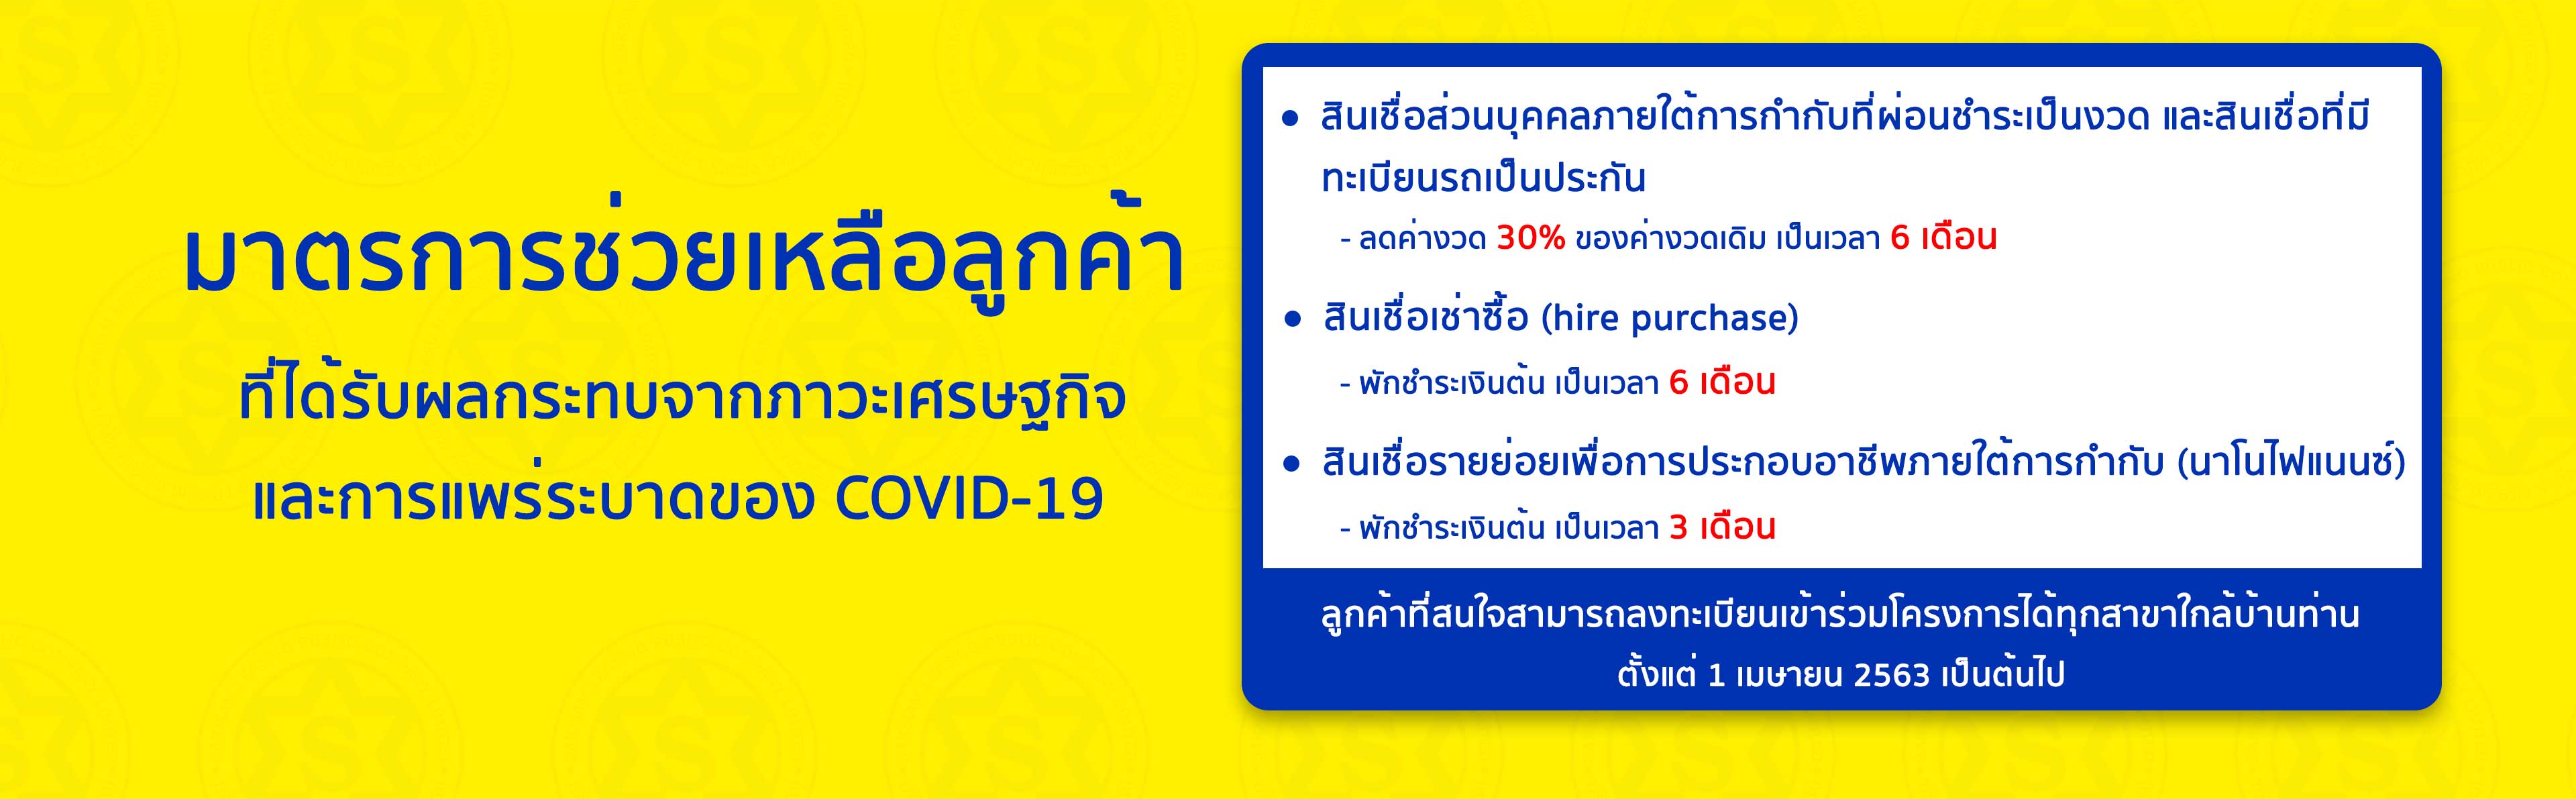 มาตรการช่วยเหลือลูกค้า
ที่ได้รับผลกระทบจากภาวะเศรษฐกิจ
และการแพร่ระบาดของ COVID-19
• สินเชื่อส่วนบุคคลภายใต้การกำกับที่ผ่อนชำระเป็นงวด และสินเชื่อที่มี
ทะเบียนรถเป็นประกัน
- ลดค่างวด 30% ของค่างวดเดิม เป็นเวลา 6 เดือน
• สินเชื่อเช่าซื้อ (hire purchase)
- พักชำระเงินต้น เป็นเวลา 6 เดือน
• สินเชื่อรายย่อยเพื่อการประกอบอาชีพภายใต้การกำกับ (นาโนไฟแนนซ์)
- พักชำระเงินต้น เป็นเวลา 3 เดือน
ลูกค้าที่สนใจสามารถลงทะเบียนเข้าร่วมโครงการได้ทุกสาขาใกล้บ้านท่าน
ตั้งแต่ 1 เมษายน 2563 เป็นต้นไป